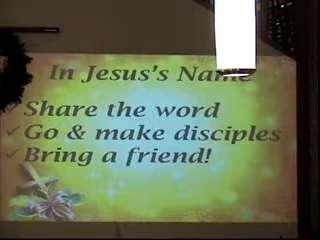 In Jesus's Name
Share the word
✓ Go & make disciples
✓ Bring a friend!